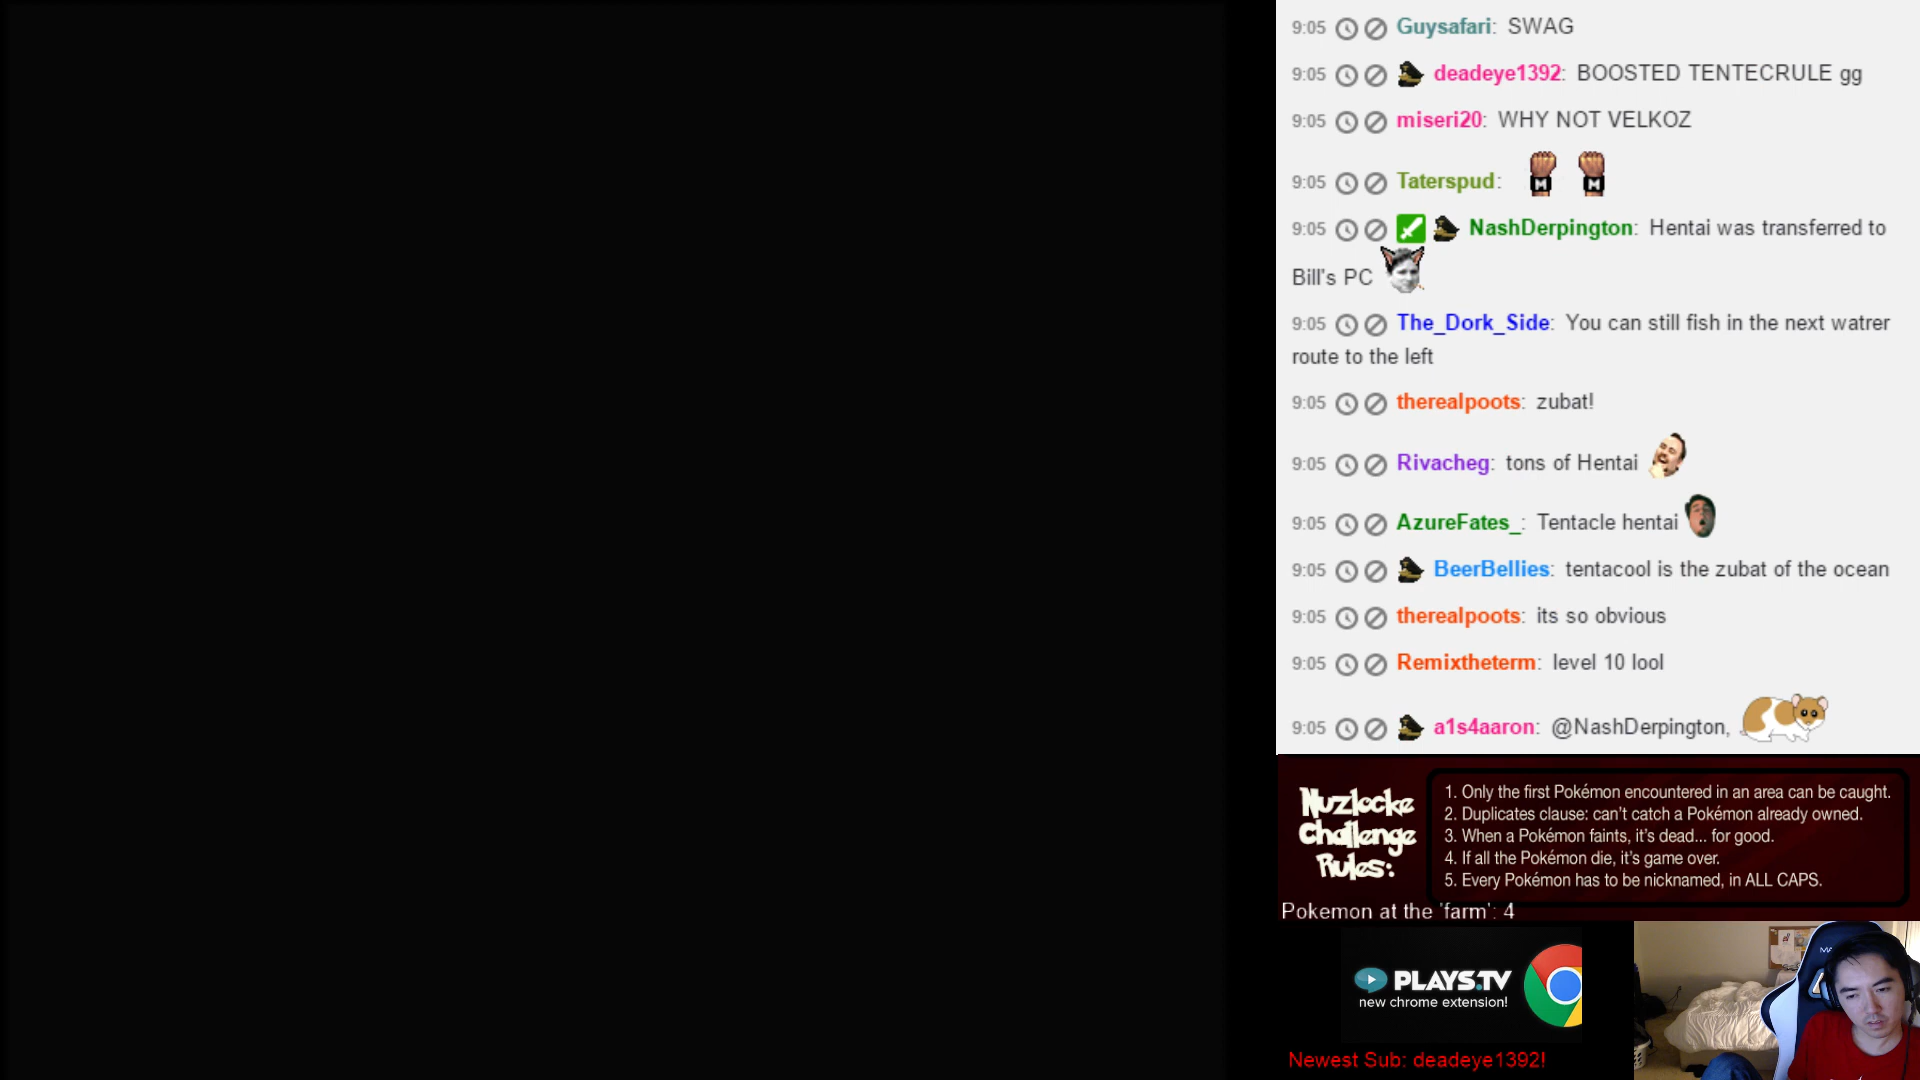 9:05 Guysafari: SWAG
9:05 deadeye1392: BOOSTED TENTECRULE gg
9:05 miseri20: WHY NOT VELKOZ
9:05 Taterspud: M M
9:05 NashDerpington: Hentai was transferred to
Bill's PC
9:05 The_Dork_Side: You can still fish in the next watrer
route to the left
9:05 therealpoots: zubat!
9:05 Rivacheg: tons of Hentai
9:05 AzureFates_: Tentacle hentai
9:05 BeerBellies: tentacool is the zubat of the ocean
9:05 therealpoots: its so obvious
9:05 Remixtheterm: level 10 lool
9:05 a1s4aaron: @NashDerpington,
Nuzlocke
Challenge
Rules:
1. Only the first Pokémon encountered in an area can be caught.
2. Duplicates clause: can't catch a Pokémon already owned.
3. When a Pokémon faints, it's dead... for good.
4. If all the Pokémon die, it's game over.
5. Every Pokémon has to be nicknamed, in ALL CAPS.
Pokemon at the 'farm': 4
PLAYS.TV
new chrome extension!
Newest Sub: deadeye1392!